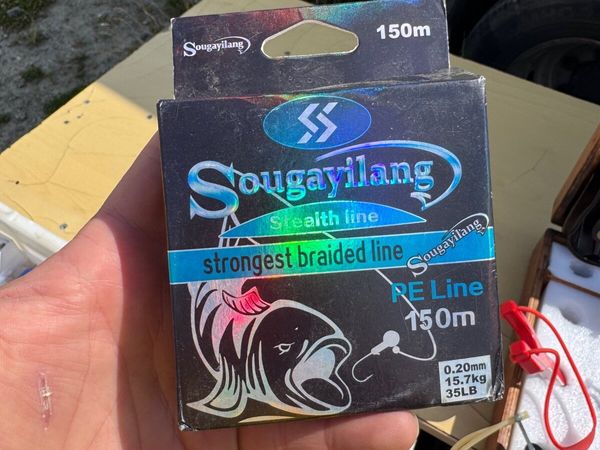 Sougayilang
150m
Sougayilang
Stealth line
strongest braided line
Sougayilang
PE Line
150m
0.20mm
15.7kg
35LB